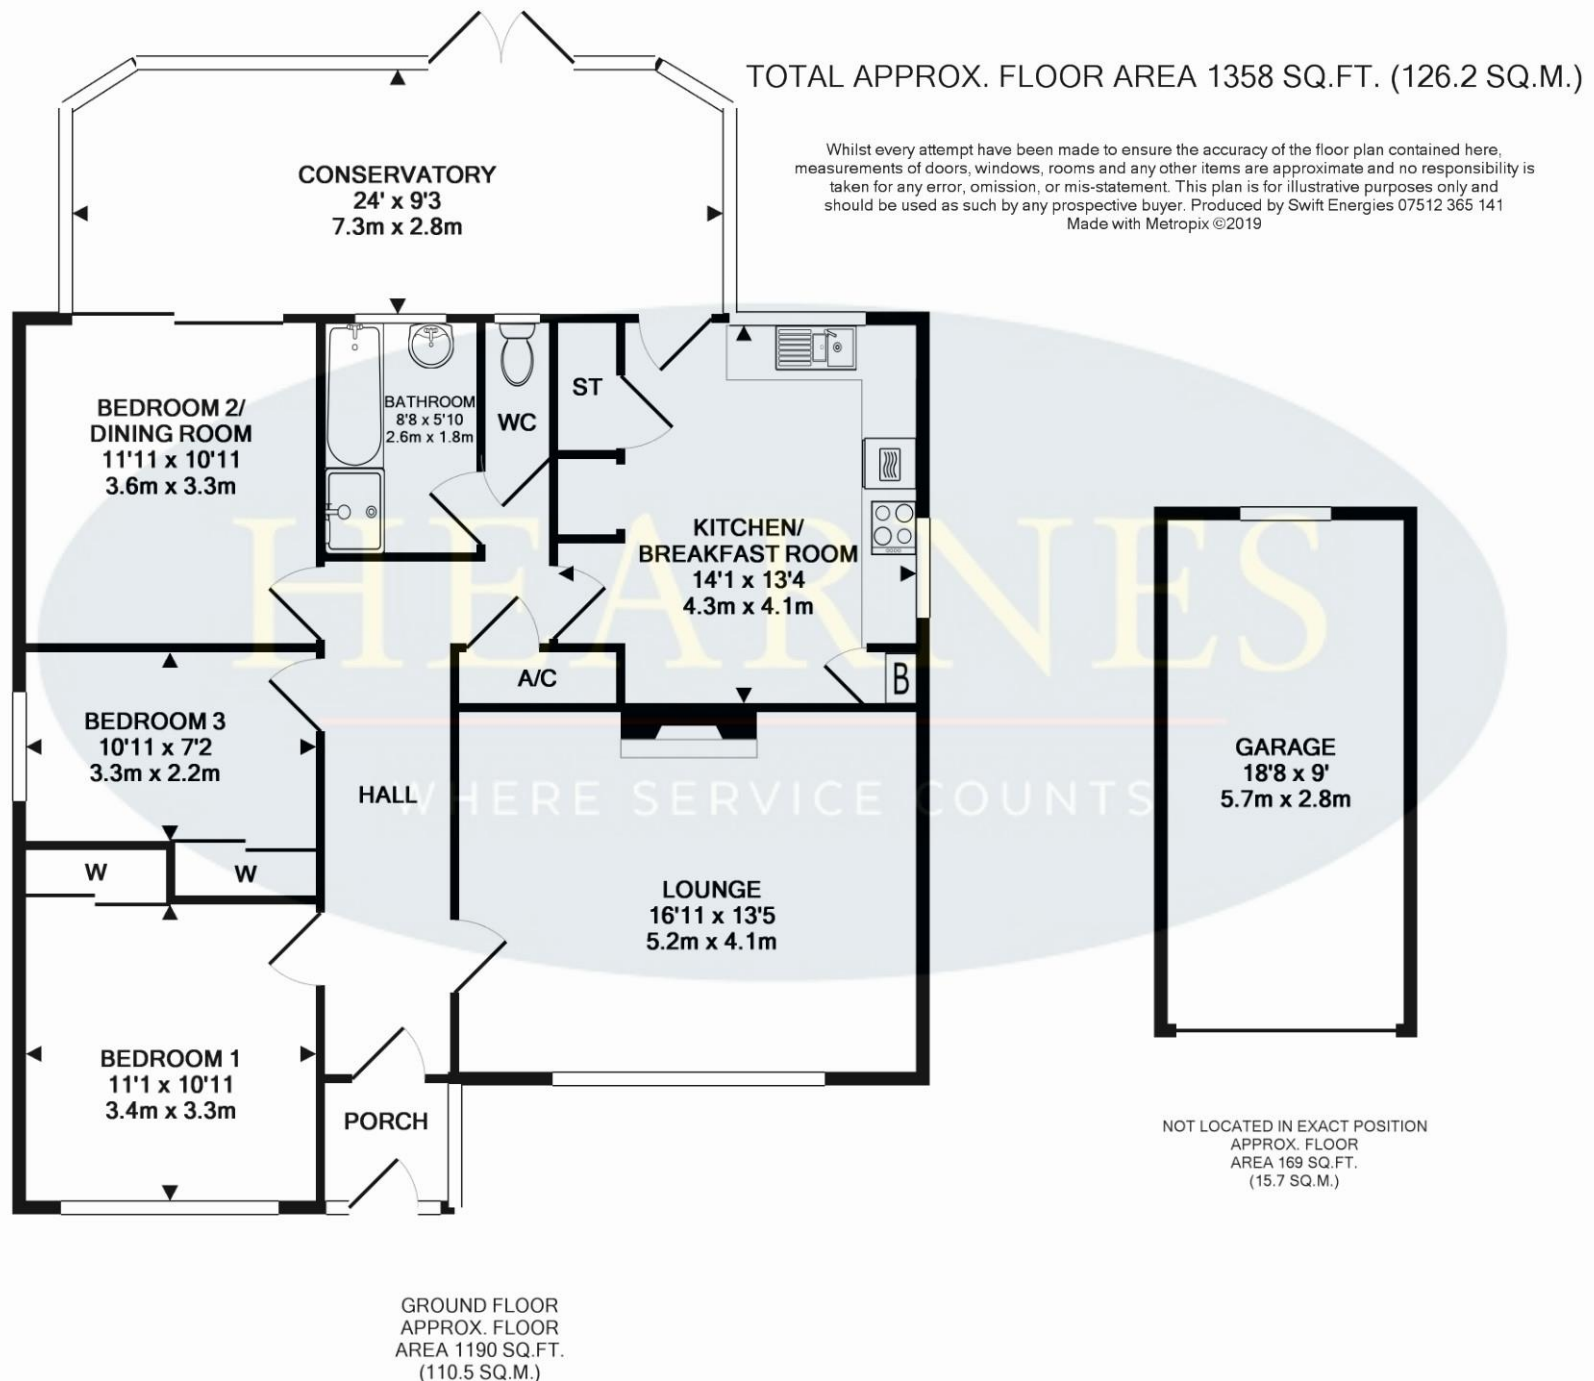 TOTAL APPROX. FLOOR AREA 1358 SQ.FT. (126.2 SQ.M.)
Whilst every attempt have been made to ensure the accuracy of the floor plan contained here,
measurements of doors, windows, rooms and any other items are approximate and no responsibility is
taken for any error, omission, or mis-statement. This plan is for illustrative purposes only and
should be used as such by any prospective buyer. Produced by Swift Energies 07512 365 141
Made with Metropix ©2019
CONSERVATORY
24' x 9'3
7.3m x 2.8m
BEDROOM 2/
DINING ROOM
11'11 x 10'11
3.6m x 3.3m
BATHROOM
8'8 x 5'10
2.6m x 1.8m
WC
ST
KITCHEN/
BREAKFAST ROOM
14'1 x 13'4
4.3m x 4.1m
HEARNES
WHERE SERVICE COUNTS
A/C
B
BEDROOM 3
10'11 x 7'2
3.3m x 2.2m
HALL
W
W
LOUNGE
16'11 x 13'5
5.2m x 4.1m
BEDROOM 1
11'1 x 10'11
3.4m x 3.3m
PORCH
GARAGE
18'8 x 9'
5.7m x 2.8m
NOT LOCATED IN EXACT POSITION
APPROX. FLOOR
AREA 169 SQ.FT.
(15.7 SQ.M.)
GROUND FLOOR
APPROX. FLOOR
AREA 1190 SQ.FT.
(110.5 SQ.M.)